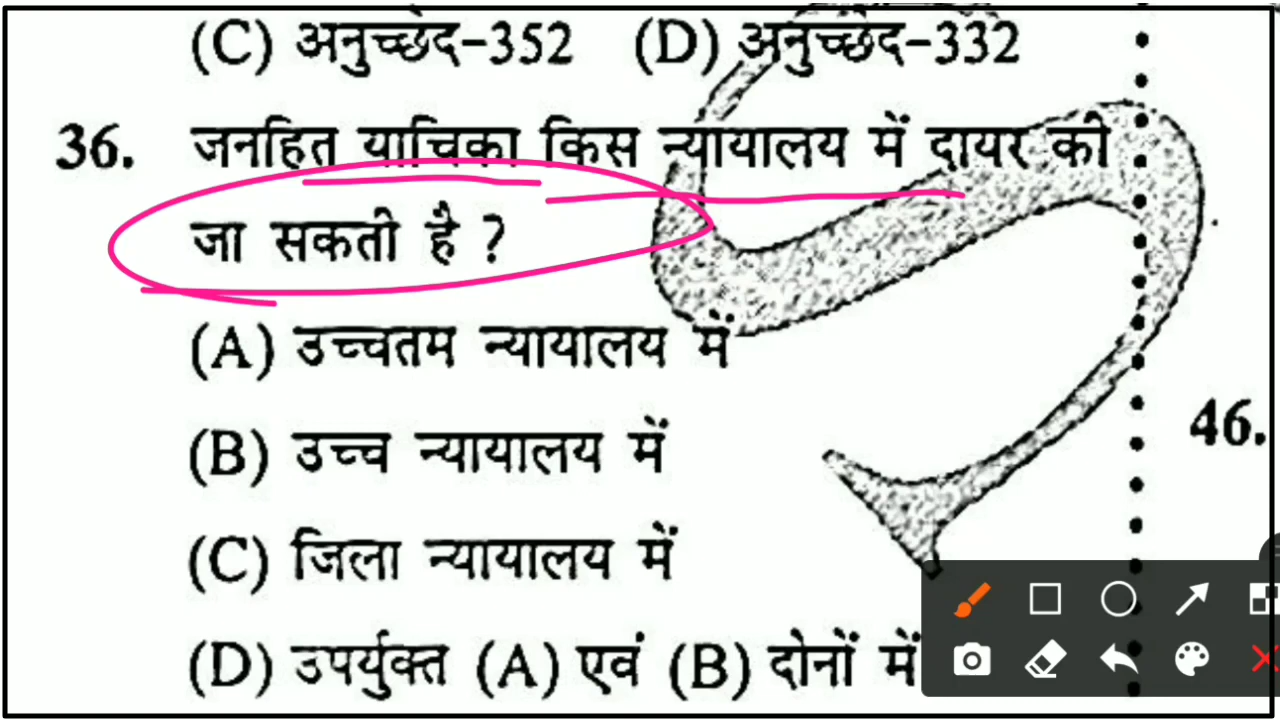 (C) अनुच्छेद-352 (D) अनुच्छेद-332
36. जनहित याचिका किस न्यायालय में दायर की
जा सकती है ?
(A) उच्चतम न्यायालय में
(B) उच्च न्यायालय में
46.
(C) जिला न्यायालय में
(D) उपर्युक्त (A) एवं (B) दोनों में